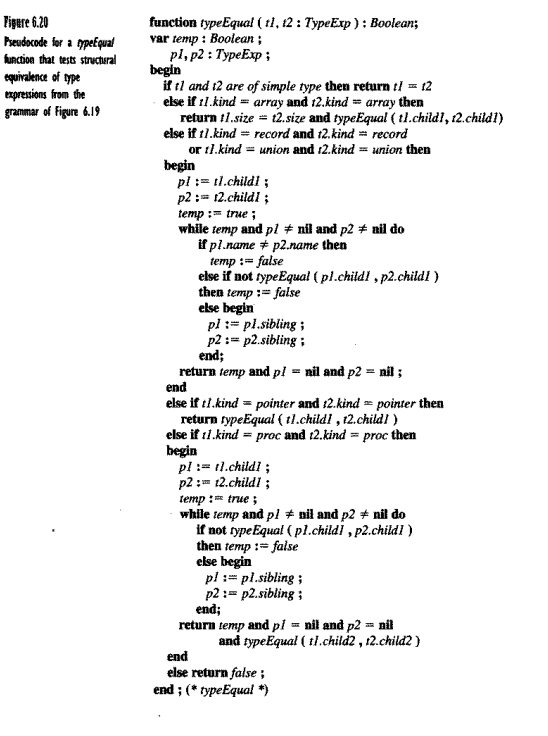 Figure 6.20
Pseudocode for a typeEqual
function that tests structural
equivalence of type
expressions from the
grammar of Figure 6.19
function typeEqual ( t1, t2 : TypeExp ) : Boolean;
var temp : Boolean ;
p1, p2 : TypeExp ;
begin
if t1 and t2 are of simple type then return t1 = t2
else if t1.kind = array and t2.kind = array then
return t1.size = t2.size and typeEqual ( t1.child1, t2.child1)
else if t1.kind = record and t2.kind = record
or t1.kind = union and t2.kind = union then
begin
p1 := t1.child1 ;
p2 := t2.child1 ;
temp := true ;
while temp and p1 ≠ nil and p2 ≠ nil do
if p1.name ≠ p2.name then
temp := false
else if not typeEqual ( p1.child1 , p2.child1 )
then temp := false
else begin
p1 := p1.sibling ;
p2 := p2.sibling ;
end;
return temp and p1 = nil and p2 = nil ;
end
else if t1.kind = pointer and t2.kind = pointer then
return typeEqual ( t1.child1 , t2.child1 )
else if t1.kind = proc and t2.kind = proc then
begin
p1 := t1.child1 ;
p2 := t2.child1 ;
temp := true ;
while temp and p1 ≠ nil and p2 ≠ nil do
if not typeEqual ( p1.child1 , p2.child1 )
then temp := false
else begin
p1 := p1.sibling ;
p2 := p2.sibling ;
end;
return temp and p1 = nil and p2 = nil
and typeEqual ( t1.child2 , t2.child2 )
end
else return false ;
end ; (* typeEqual *)